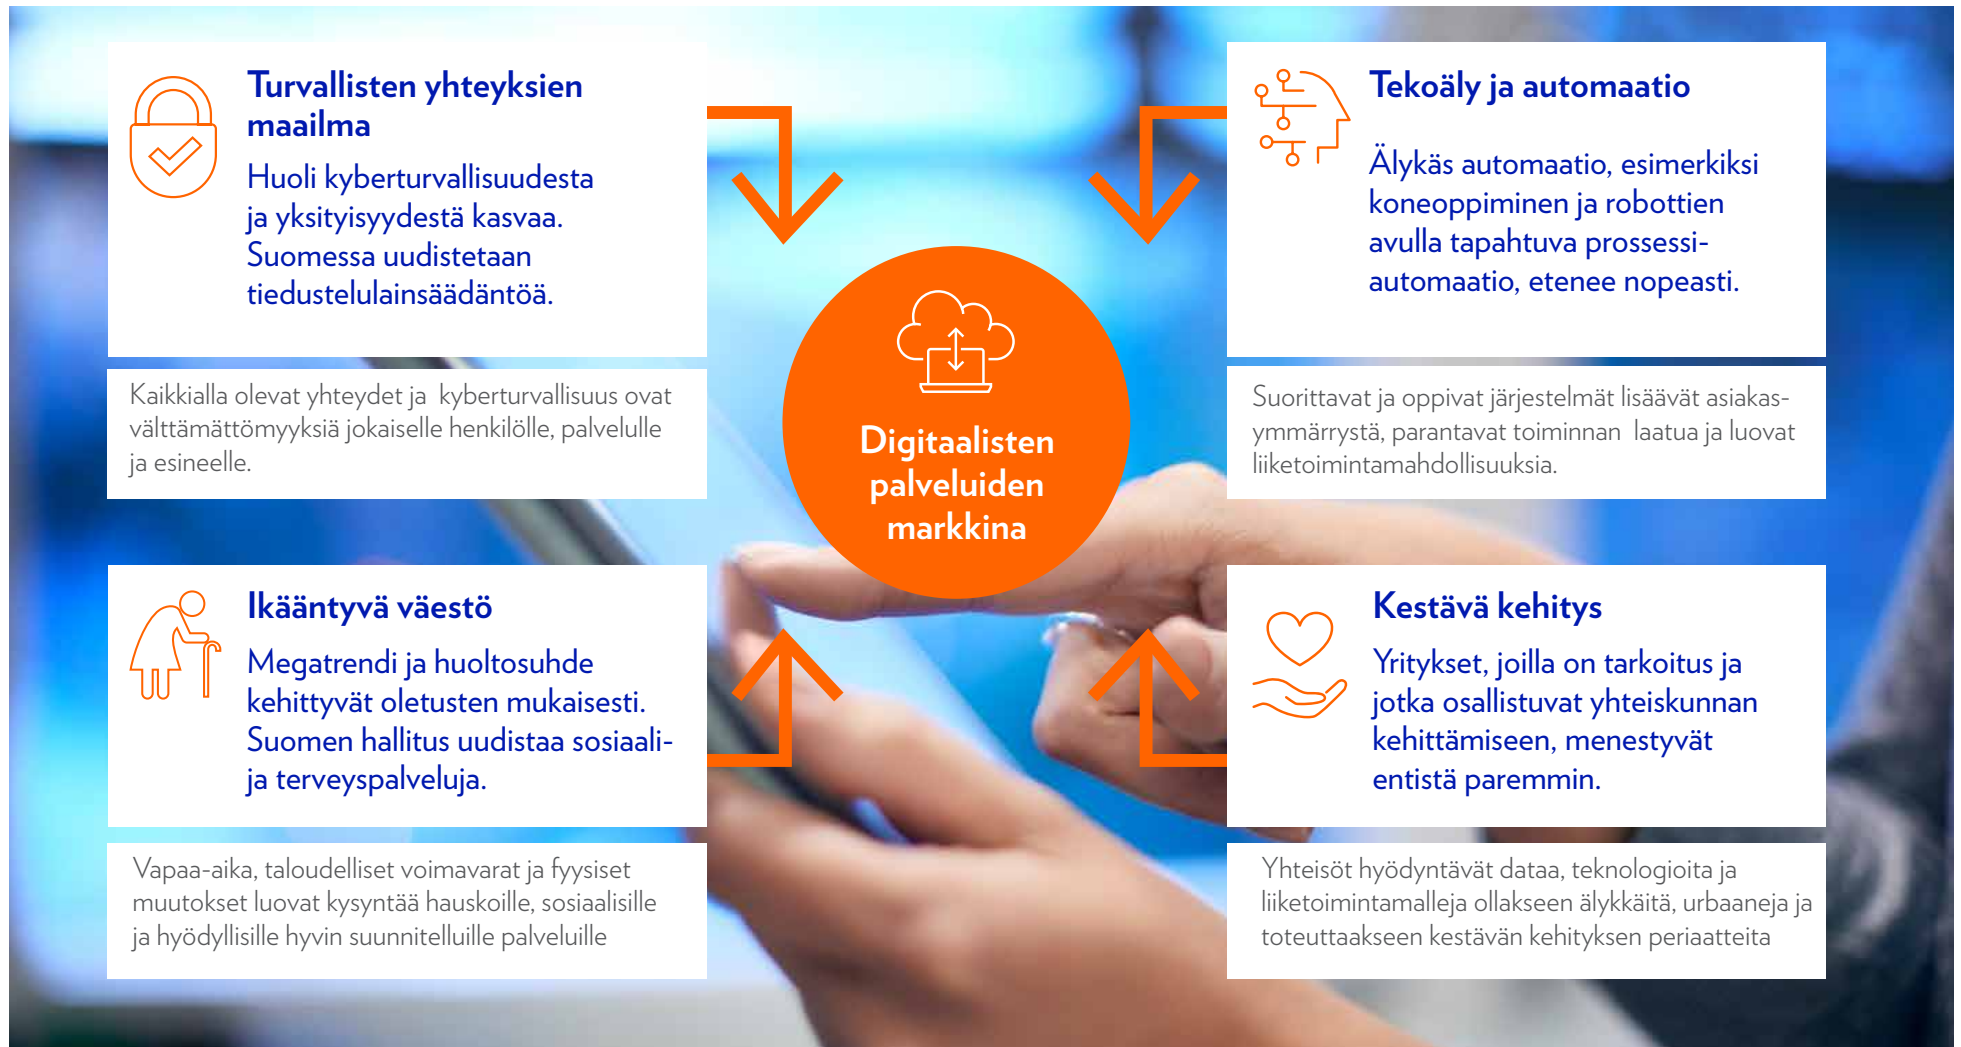 Turvallisten yhteyksien
maailma
Huoli kyberturvallisuudesta
ja yksityisyydestä kasvaa.
Suomessa uudistetaan
tiedustelulainsäädäntöä.
Kaikkialla olevat yhteydet ja kyberturvallisuus ovat
välttämättömyyksiä jokaiselle henkilölle, palvelulle
ja esineelle.
Tekoäly ja automaatio
Älykäs automaatio, esimerkiksi
koneoppiminen ja robottien
avulla tapahtuva prossessi-
automaatio, etenee nopeasti.
Suorittavat ja oppivat järjestelmät lisäävät asiakas-
ymmärrystä, parantavat toiminnan laatua ja luovat
liiketoimintamahdollisuuksia.
Digitaalisten
palveluiden
markkina
Ikääntyvä väestö
Megatrendi ja huoltosuhde
kehittyvät oletusten mukaisesti.
Suomen hallitus uudistaa sosiaali-
ja terveyspalveluja.
Vapaa-aika, taloudelliset voimavarat ja fyysiset
muutokset luovat kysyntää hauskoille, sosiaalisille
ja hyödyllisille hyvin suunnitelluille palveluille
Kestävä kehitys
Yritykset, joilla on tarkoitus ja
jotka osallistuvat yhteiskunnan
kehittämiseen, menestyvät
entistä paremmin.
Yhteisöt hyödyntävät dataa, teknologioita ja
liiketoimintamalleja ollakseen älykkäitä, urbaaneja ja
toteuttaakseen kestävän kehityksen periaatteita